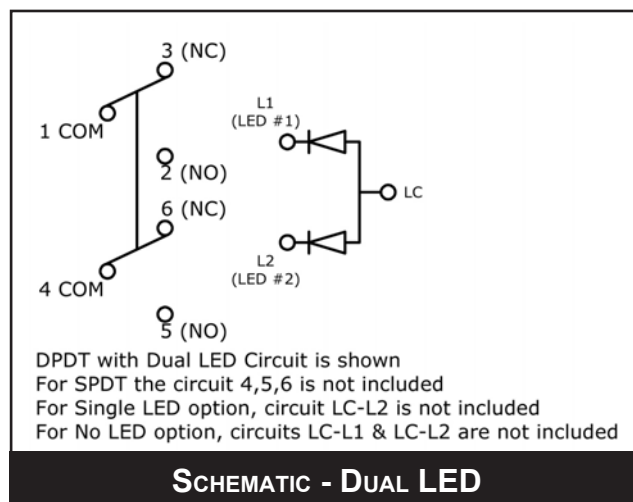 3 (NC)
1 COM
2 (NO)
6 (NC)
4 COM
5 (NO)
L1
(LED #1)
LC
L2
(LED #2)
DPDT with Dual LED Circuit is shown
For SPDT the circuit 4,5,6 is not included
For Single LED option, circuit LC-L2 is not included
For No LED option, circuits LC-L1 & LC-L2 are not included
SCHEMATIC - DUAL LED